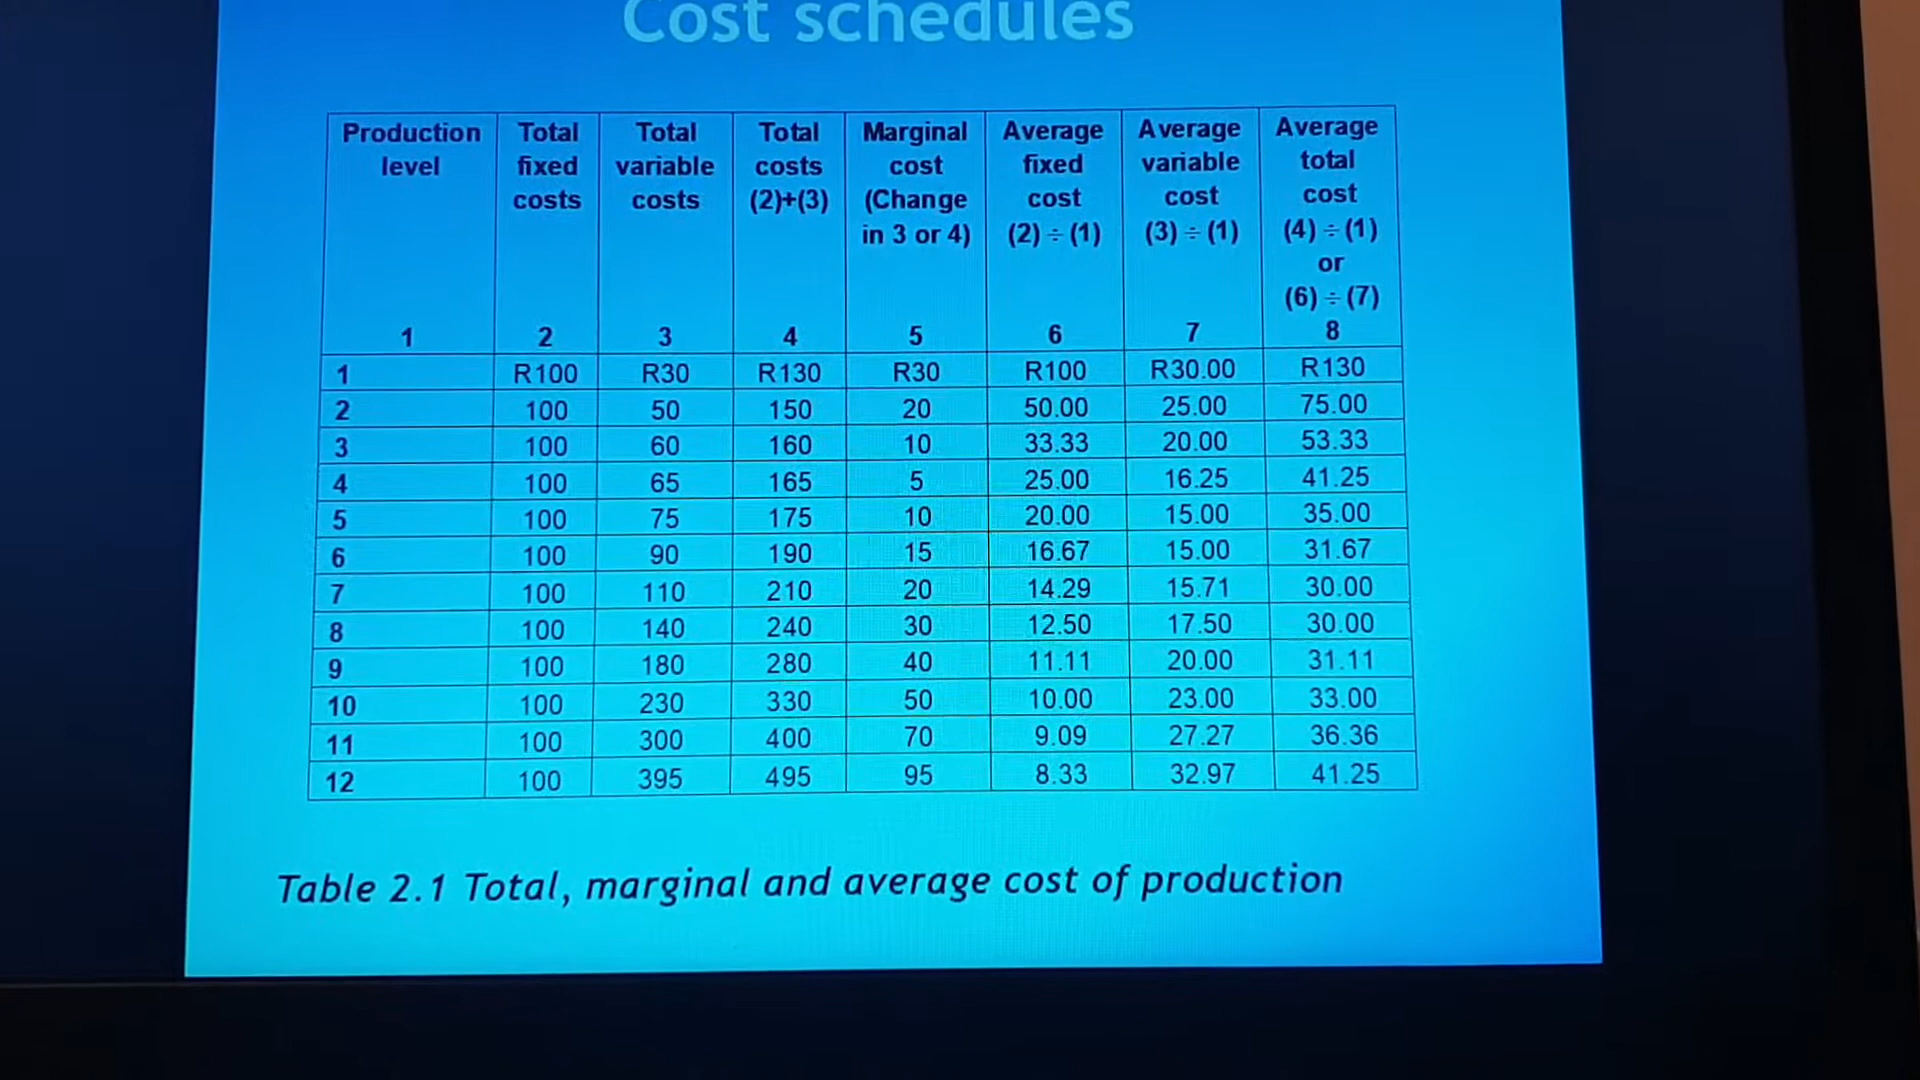 Cost schedules
Production level 1 | Total fixed costs 2 | Total variable costs 3 | Total costs (2)+(3) 4 | Marginal cost (Change in 3 or 4) 5 | Average fixed cost (2) ÷ (1) 6 | Average variable cost (3) ÷ (1) 7 | Average total cost (4) ÷ (1) or (6) ÷ (7) 8
1 | R100 | R30 | R130 | R30 | R100 | R30.00 | R130
2 | 100 | 50 | 150 | 20 | 50.00 | 25.00 | 75.00
3 | 100 | 60 | 160 | 10 | 33.33 | 20.00 | 53.33
4 | 100 | 65 | 165 | 5 | 25.00 | 16.25 | 41.25
5 | 100 | 75 | 175 | 10 | 20.00 | 15.00 | 35.00
6 | 100 | 90 | 190 | 15 | 16.67 | 15.00 | 31.67
7 | 100 | 110 | 210 | 20 | 14.29 | 15.71 | 30.00
8 | 100 | 140 | 240 | 30 | 12.50 | 17.50 | 30.00
9 | 100 | 180 | 280 | 40 | 11.11 | 20.00 | 31.11
10 | 100 | 230 | 330 | 50 | 10.00 | 23.00 | 33.00
11 | 100 | 300 | 400 | 70 | 9.09 | 27.27 | 36.36
12 | 100 | 395 | 495 | 95 | 8.33 | 32.97 | 41.25
Table 2.1 Total, marginal and average cost of production